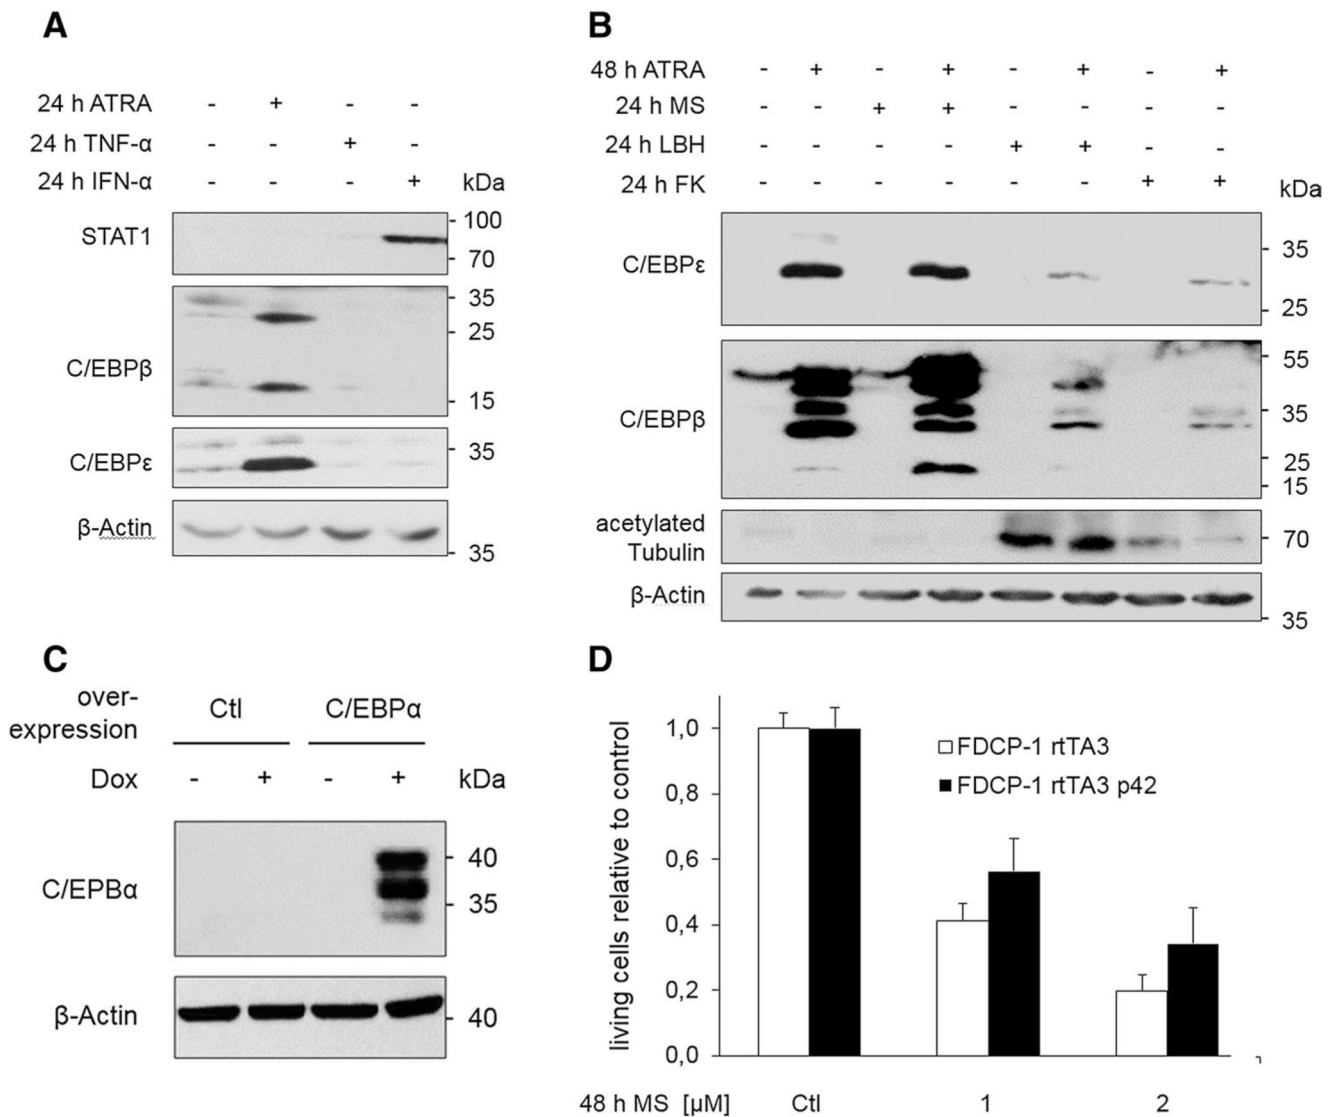 A
24 h ATRA - + - -
24 h TNF-α - - + -
24 h IFN-α - - - + kDa
STAT1
100
70
C/EBPβ
35
25
15
C/EBPε
35
β-Actin
35
B
48 h ATRA - + - + - + - +
24 h MS - - + + - - - -
24 h LBH - - - - + + - -
24 h FK - - - - - - + + kDa
C/EBPε
35
25
C/EBPβ
55
35
25
15
acetylated
Tubulin
70
β-Actin
35
C
over-
expression
Ctl C/EBPα
Dox - + - + kDa
C/EPBα
40
35
β-Actin
40
D
living cells relative to control
1,0
0,8
0,6
0,4
0,2
0,0
FDCP-1 rtTA3
FDCP-1 rtTA3 p42
48 h MS [µM] Ctl 1 2